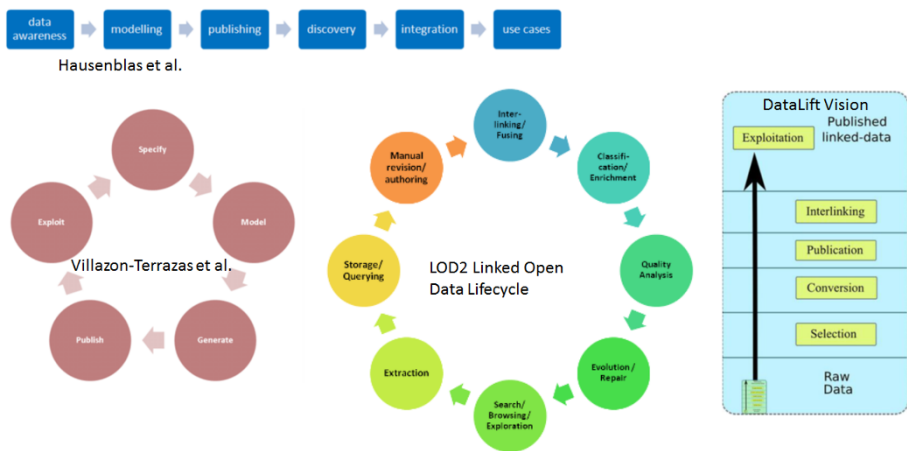 data
awareness
modelling
publishing
discovery
integration
use cases
Hausenblas et al.
Specify
Model
Generate
Publish
Exploit
Villazon-Terrazas et al.
Inter-
linking/
Fusing
Classifi-
cation/
Enrichment
Quality
Analysis
Evolution/
Repair
Search/
Browsing/
Exploration
Extraction
Storage/
Querying
Manual
revision/
authoring
LOD2 Linked Open
Data Lifecycle
DataLift Vision
Published
linked-data
Exploitation
Interlinking
Publication
Conversion
Selection
Raw
Data